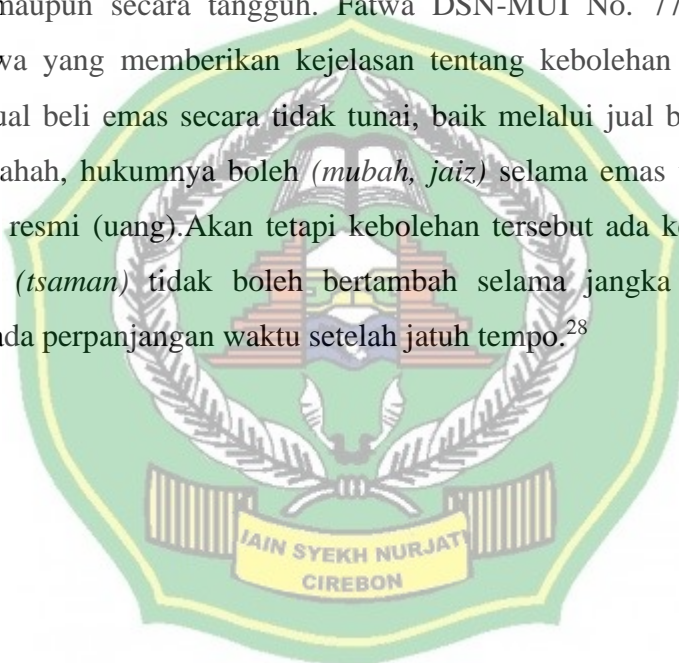 maupun secara tangguh. Fatwa DSN-MUI No. 77
wa yang memberikan kejelasan tentang kebolehan
ual beli emas secara tidak tunai, baik melalui jual b
ahah, hukumnya boleh (mubah, jaiz) selama emas
resmi (uang).Akan tetapi kebolehan tersebut ada k
(tsaman) tidak boleh bertambah selama jangka
ada perpanjangan waktu setelah jatuh tempo.28
IAIN SYEKH NURJATI
CIREBON